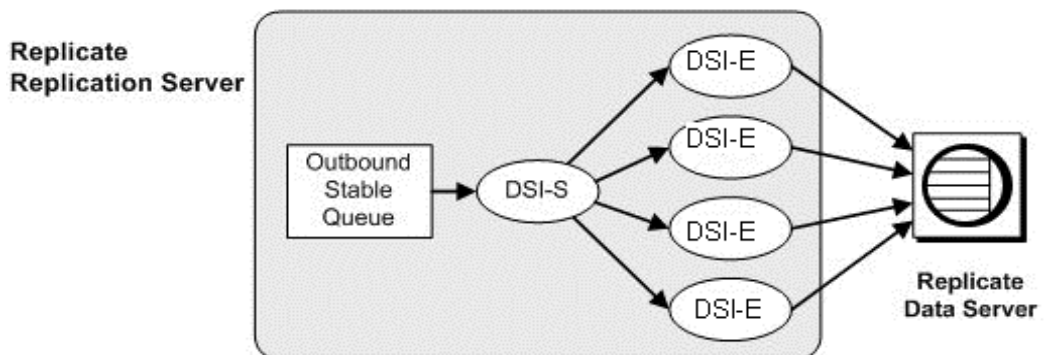 Replicate
Replication Server
Outbound
Stable
Queue
DSI-S
DSI-E
DSI-E
DSI-E
DSI-E
Replicate
Data Server